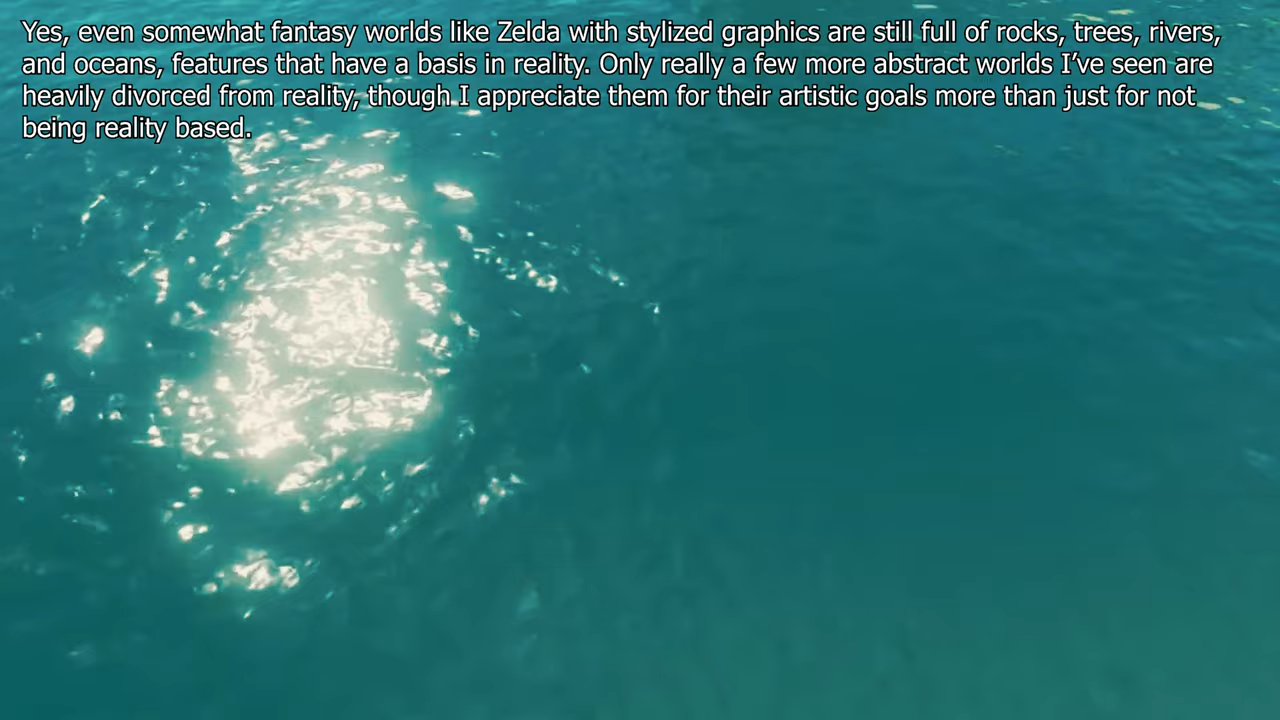 Yes, even somewhat fantasy worlds like Zelda with stylized graphics are still full of rocks, trees, rivers,
and oceans, features that have a basis in reality. Only really a few more abstract worlds I’ve seen are
heavily divorced from reality, though I appreciate them for their artistic goals more than just for not
being reality based.